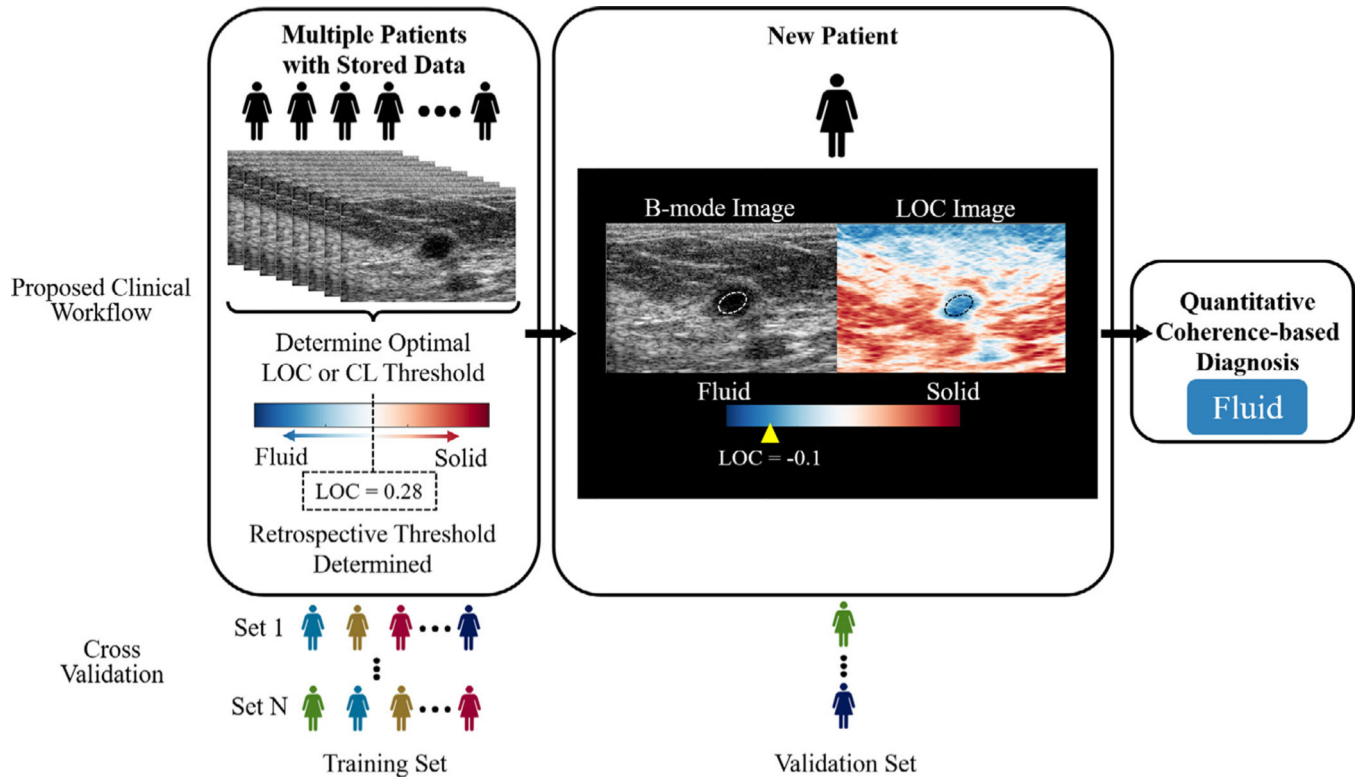 Multiple Patients
with Stored Data
New Patient
B-mode Image
LOC Image
Proposed Clinical
Workflow
Determine Optimal
LOC or CL Threshold
Fluid
Solid
LOC = 0.28
Retrospective Threshold
Determined
Fluid
Solid
LOC = -0.1
Quantitative
Coherence-based
Diagnosis
Fluid
Cross
Validation
Set 1
Set N
Training Set
Validation Set